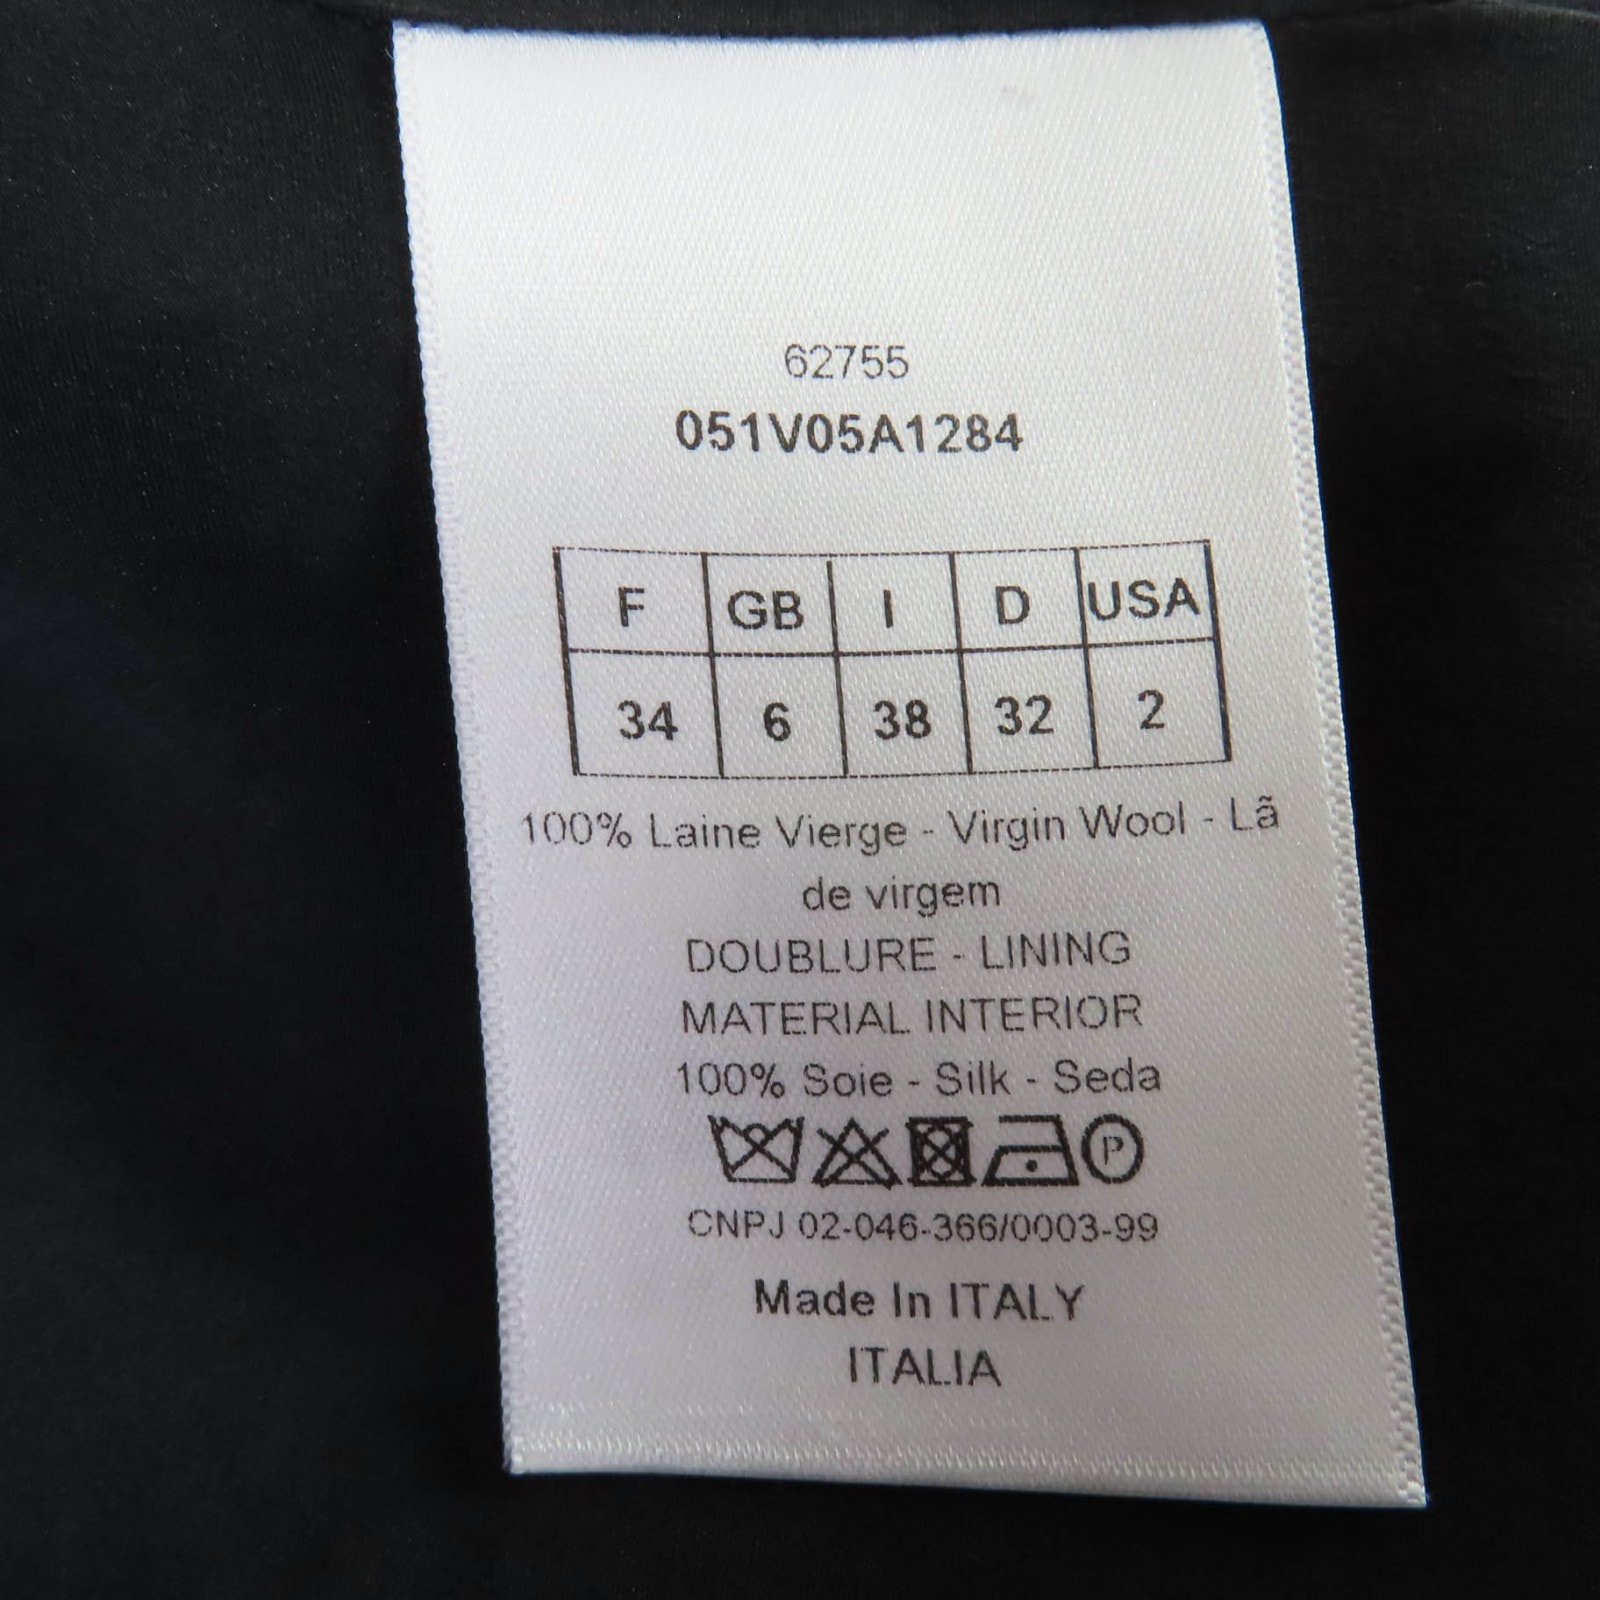 62755
051V05A1284
F GB I D USA
34 6 38 32 2
100% Laine Vierge - Virgin Wool - Lã
de virgem
DOUBLURE - LINING
MATERIAL INTERIOR
100% Soie - Silk - Seda
P
CNPJ 02-046-366/0003-99
Made In ITALY
ITALIA